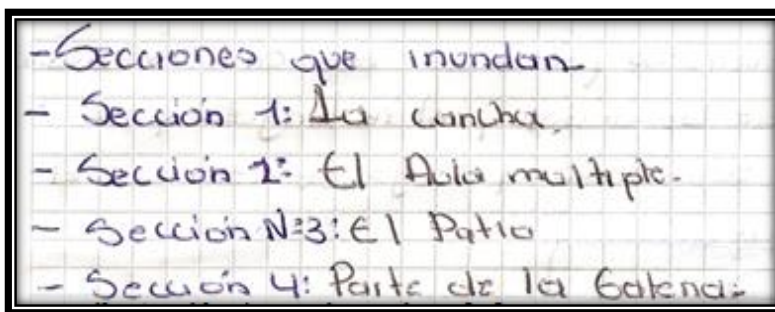 - Secciones que inundan
- Sección 1: La cancha.
- Sección 2: El Aula multiple.
- Sección N°3: El Patio
- Sección 4: Parte de la Galeria.